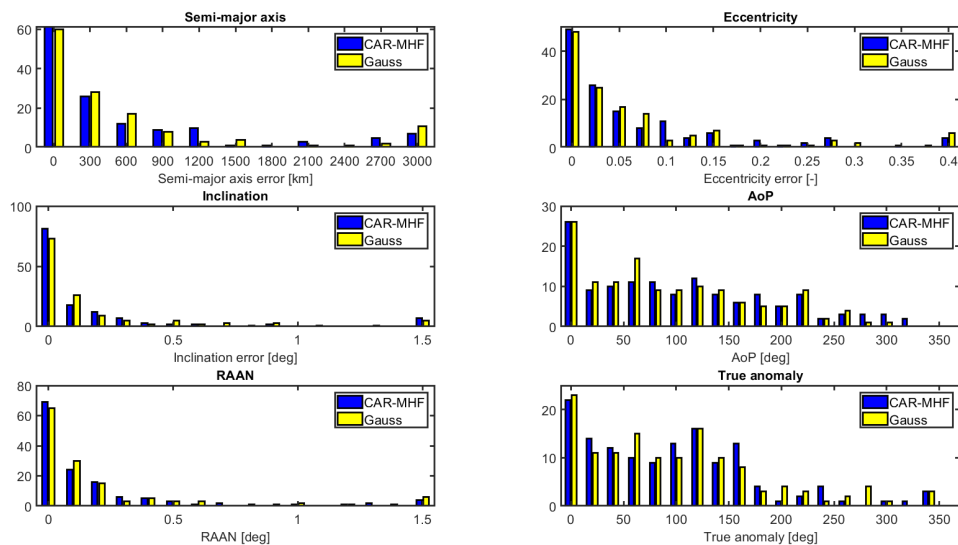 Semi-major axis
60
40
20
0
CAR-MHF
Gauss
0 300 600 900 1200 1500 1800 2100 2400 2700 3000
Semi-major axis error [km]
Eccentricity
40
20
0
CAR-MHF
Gauss
0 0.05 0.1 0.15 0.2 0.25 0.3 0.35 0.4
Eccentricity error [-]
Inclination
100
50
0
CAR-MHF
Gauss
0 0.5 1 1.5
Inclination error [deg]
AoP
30
20
10
0
CAR-MHF
Gauss
0 50 100 150 200 250 300 350
AoP [deg]
RAAN
80
60
40
20
0
CAR-MHF
Gauss
0 0.5 1 1.5
RAAN [deg]
True anomaly
20
10
0
CAR-MHF
Gauss
0 50 100 150 200 250 300 350
True anomaly [deg]